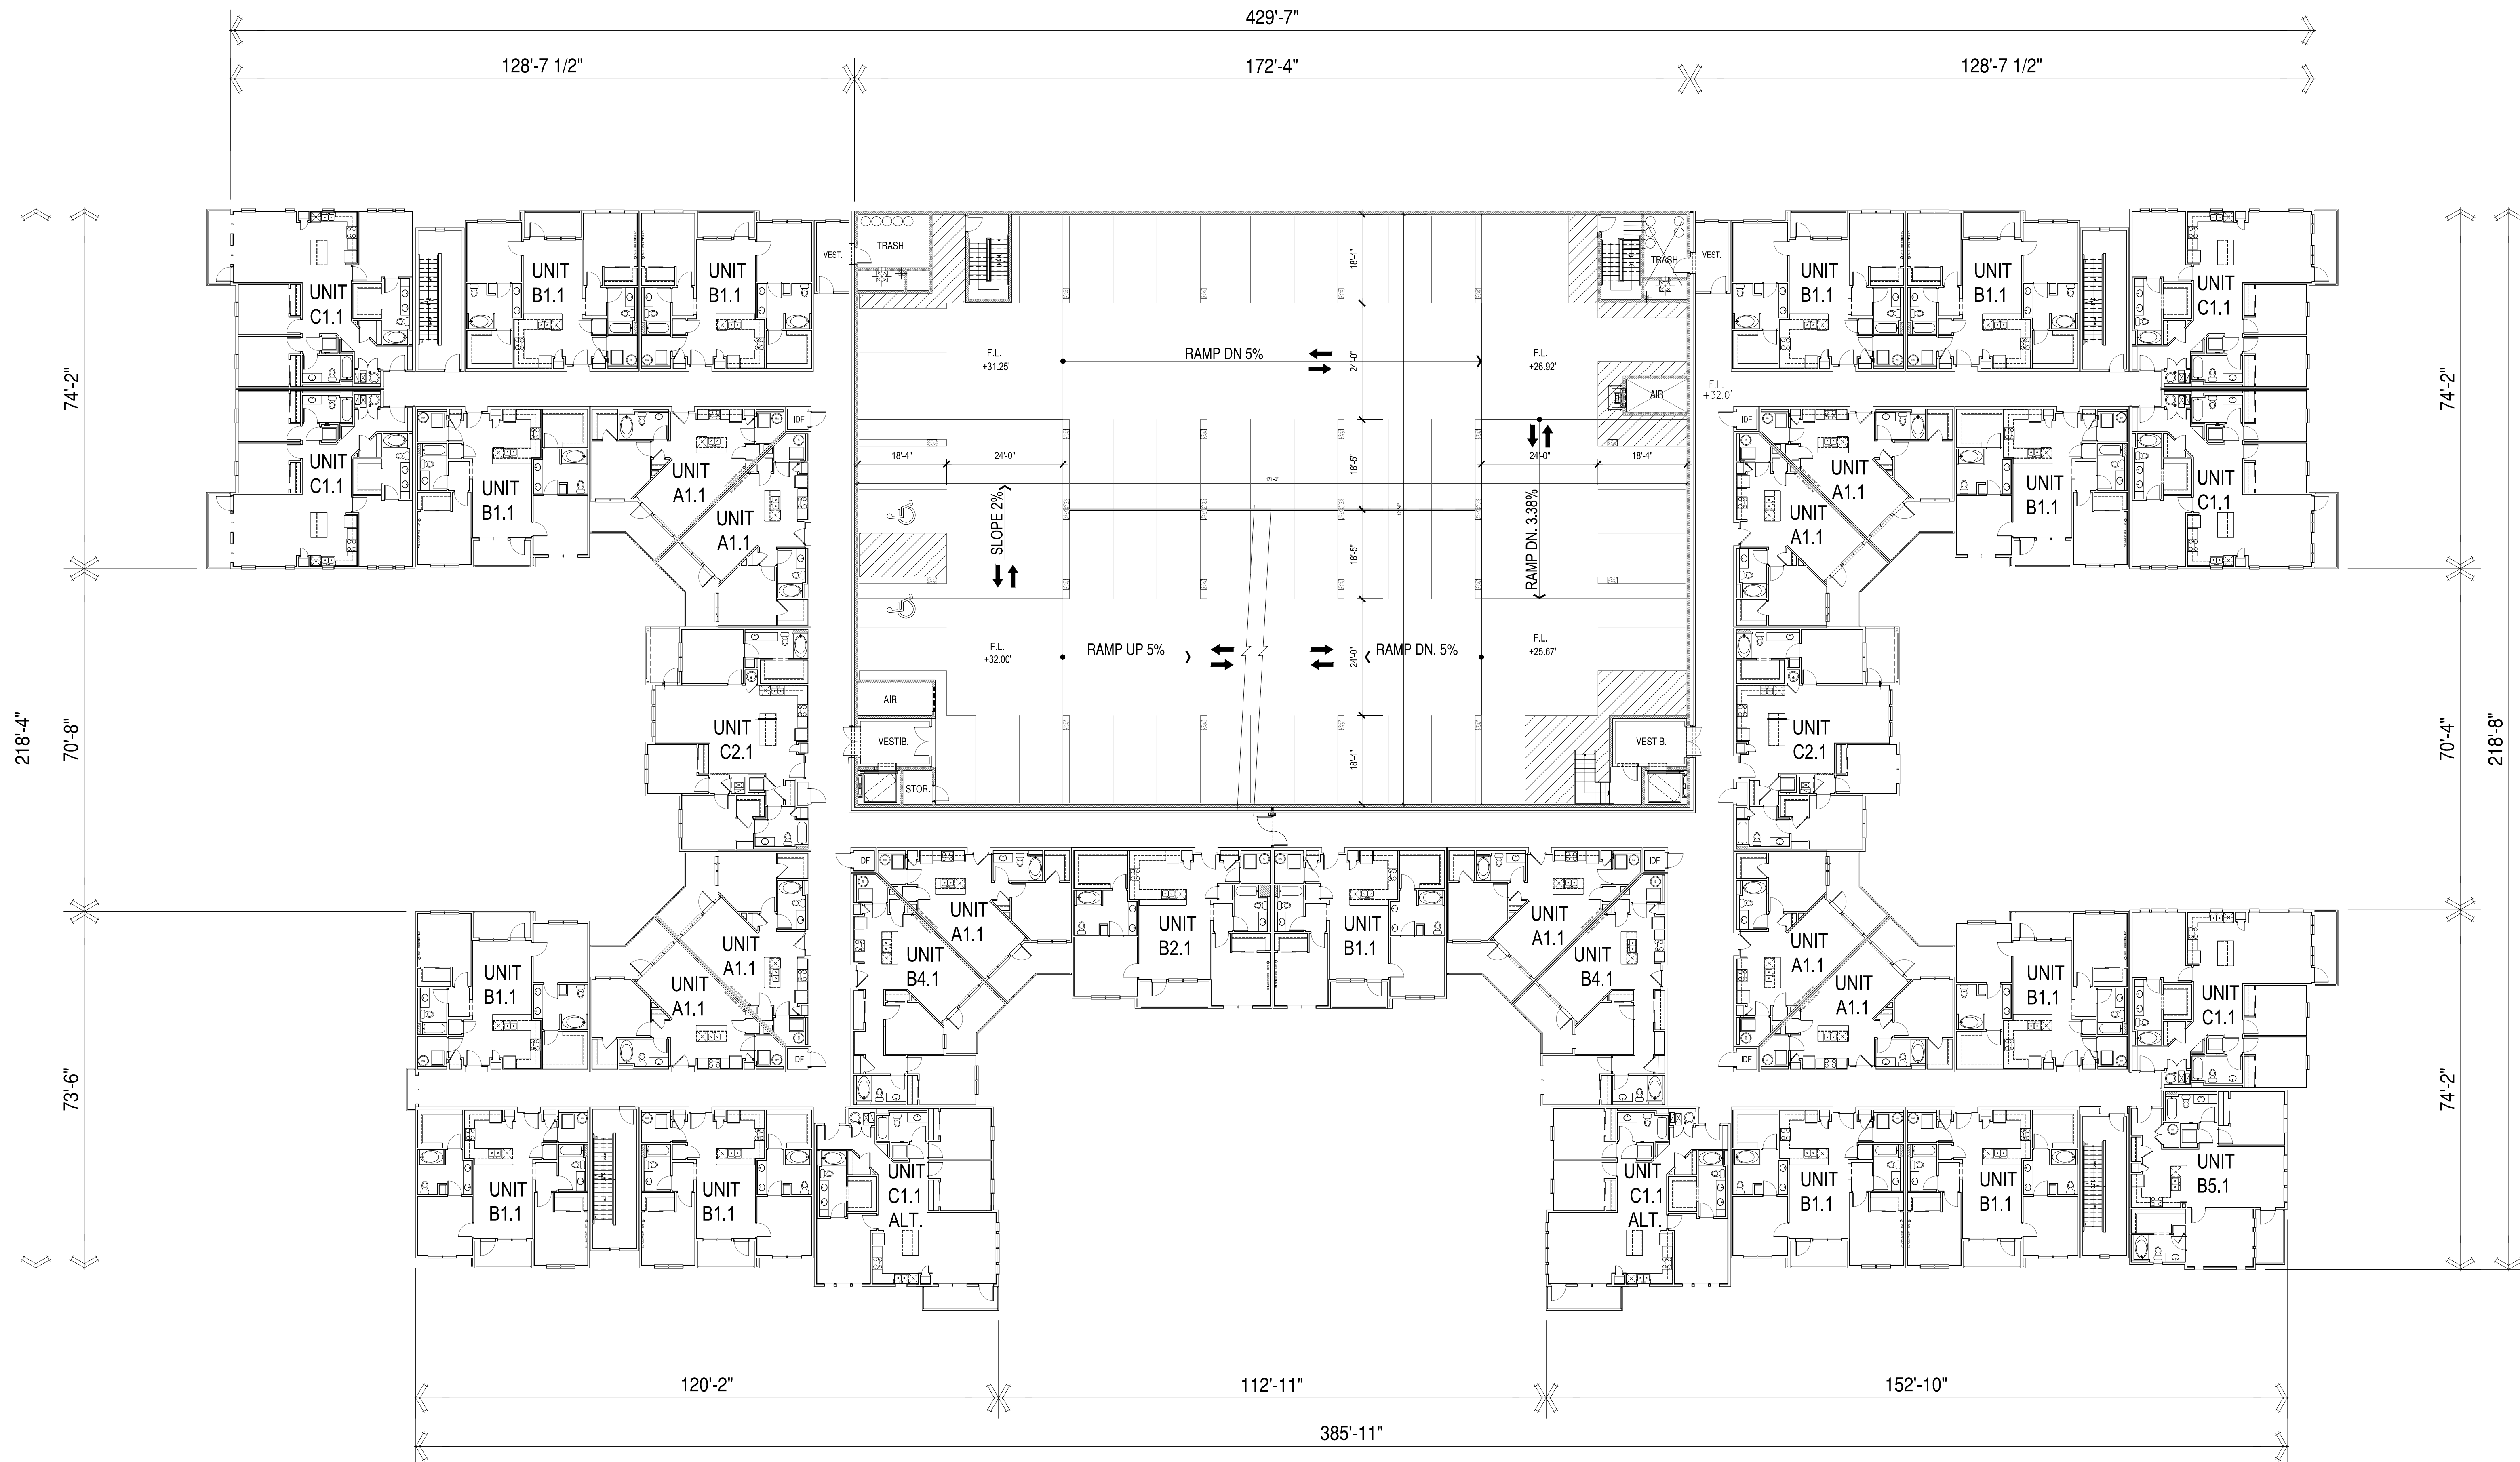 429'-7"
128'-7 1/2"
172'-4"
128'-7 1/2"
TRASH
VEST.
UNIT
B1.1
UNIT
B1.1
UNIT
C1.1
TRASH
VEST.
UNIT
B1.1
UNIT
B1.1
UNIT
C1.1
18'-4"
F.L.
+31.25'
RAMP DN 5%
24'-0"
F.L.
+26.92'
AIR
F.L.
+32.0'
74'-2"
74'-2"
IDF
IDF
UNIT
C1.1
UNIT
B1.1
UNIT
A1.1
UNIT
A1.1
18'-4"
24'-0"
18'-5"
24'-0"
18'-4"
171'-0"
UNIT
A1.1
UNIT
A1.1
UNIT
B1.1
UNIT
C1.1
SLOPE 2%
18'-5"
RAMP DN. 3.38%
F.L.
+32.00'
RAMP UP 5%
24'-0"
RAMP DN. 5%
F.L.
+25.67'
AIR
VESTIB.
STOR.
18'-4"
VESTIB.
218'-4"
70'-8"
UNIT
C2.1
UNIT
C2.1
70'-4"
218'-8"
IDF
IDF
UNIT
B1.1
UNIT
A1.1
UNIT
A1.1
IDF
UNIT
A1.1
UNIT
B4.1
UNIT
B2.1
UNIT
B1.1
UNIT
A1.1
UNIT
B4.1
UNIT
A1.1
UNIT
A1.1
IDF
UNIT
B1.1
UNIT
C1.1
73'-6"
74'-2"
UNIT
B1.1
UNIT
B1.1
UNIT
C1.1
ALT.
UNIT
C1.1
ALT.
UNIT
B1.1
UNIT
B1.1
UNIT
B5.1
120'-2"
112'-11"
152'-10"
385'-11"